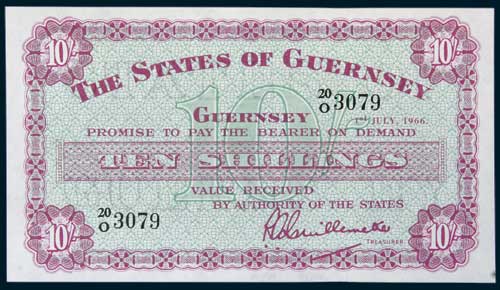 10/- 10/-
THE STATES OF GUERNSEY
20/O 3079
GUERNSEY
1st JULY, 1966.
PROMISE TO PAY THE BEARER ON DEMAND
10/-
TEN SHILLINGS
VALUE RECEIVED
BY AUTHORITY OF THE STATES
20/O 3079
TREASURER
10/- 10/-